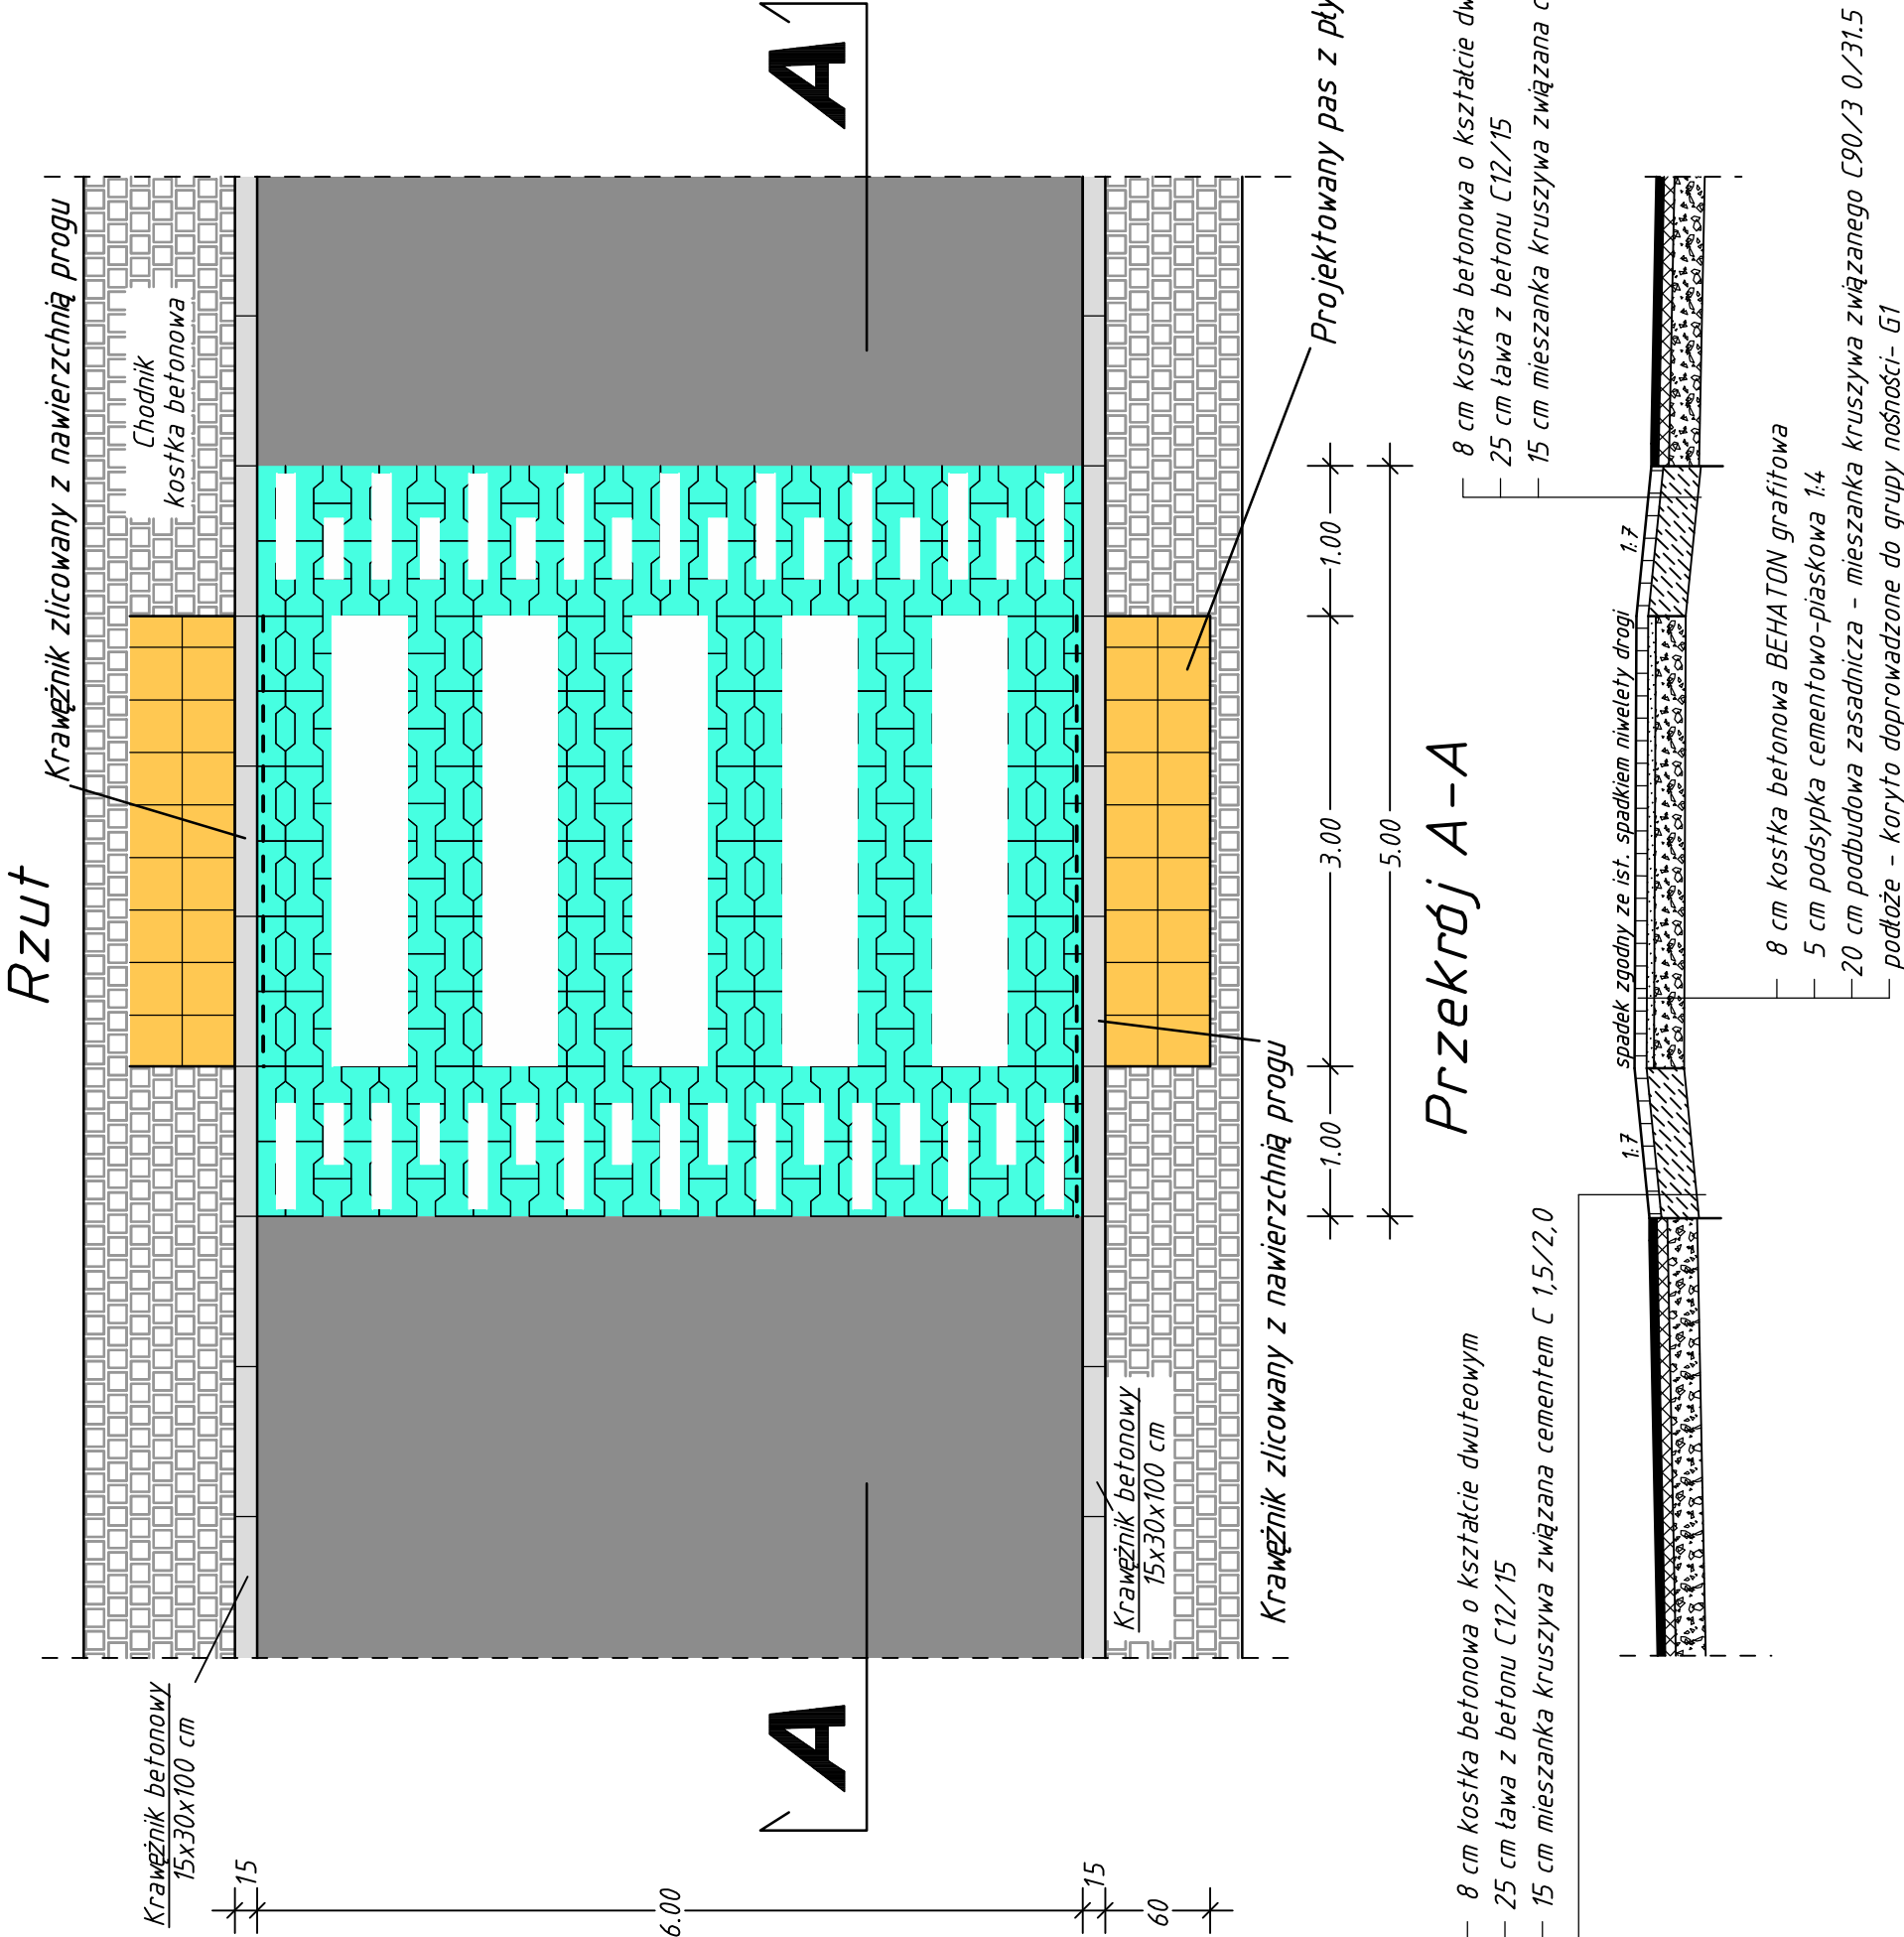 Rzut
Krawężnik zlicowany z nawierzchnią progu
Chodnik
kostka betonowa
Krawężnik betonowy
15x30x100 cm
15
6.00
15
60
A
A
Krawężnik betonowy
15x30x100 cm
Krawężnik zlicowany z nawierzchnią progu
Projektowany pas z
1.00
3.00
1.00
5.00
Przekrój A-A
8 cm kostka betonowa o kształcie dwuteowym
25 cm ława z betonu C12/15
15 cm mieszanka kruszywa związana cementem C 1,5/2,0
8 cm kostka betonowa o kształcie
25 cm ława z betonu C12/15
15 cm mieszanka kruszywa związana
1:7
spadek zgodny ze ist. spadkiem niwelety drogi
1:7
8 cm kostka betonowa BEHATON grafitowa
5 cm podsypka cementowo-piaskowa 1:4
20 cm podbudowa zasadnicza - mieszanka kruszywa związanego C90/3 0/31.5
podłoże - koryto doprowadzone do grupy nośności- G1